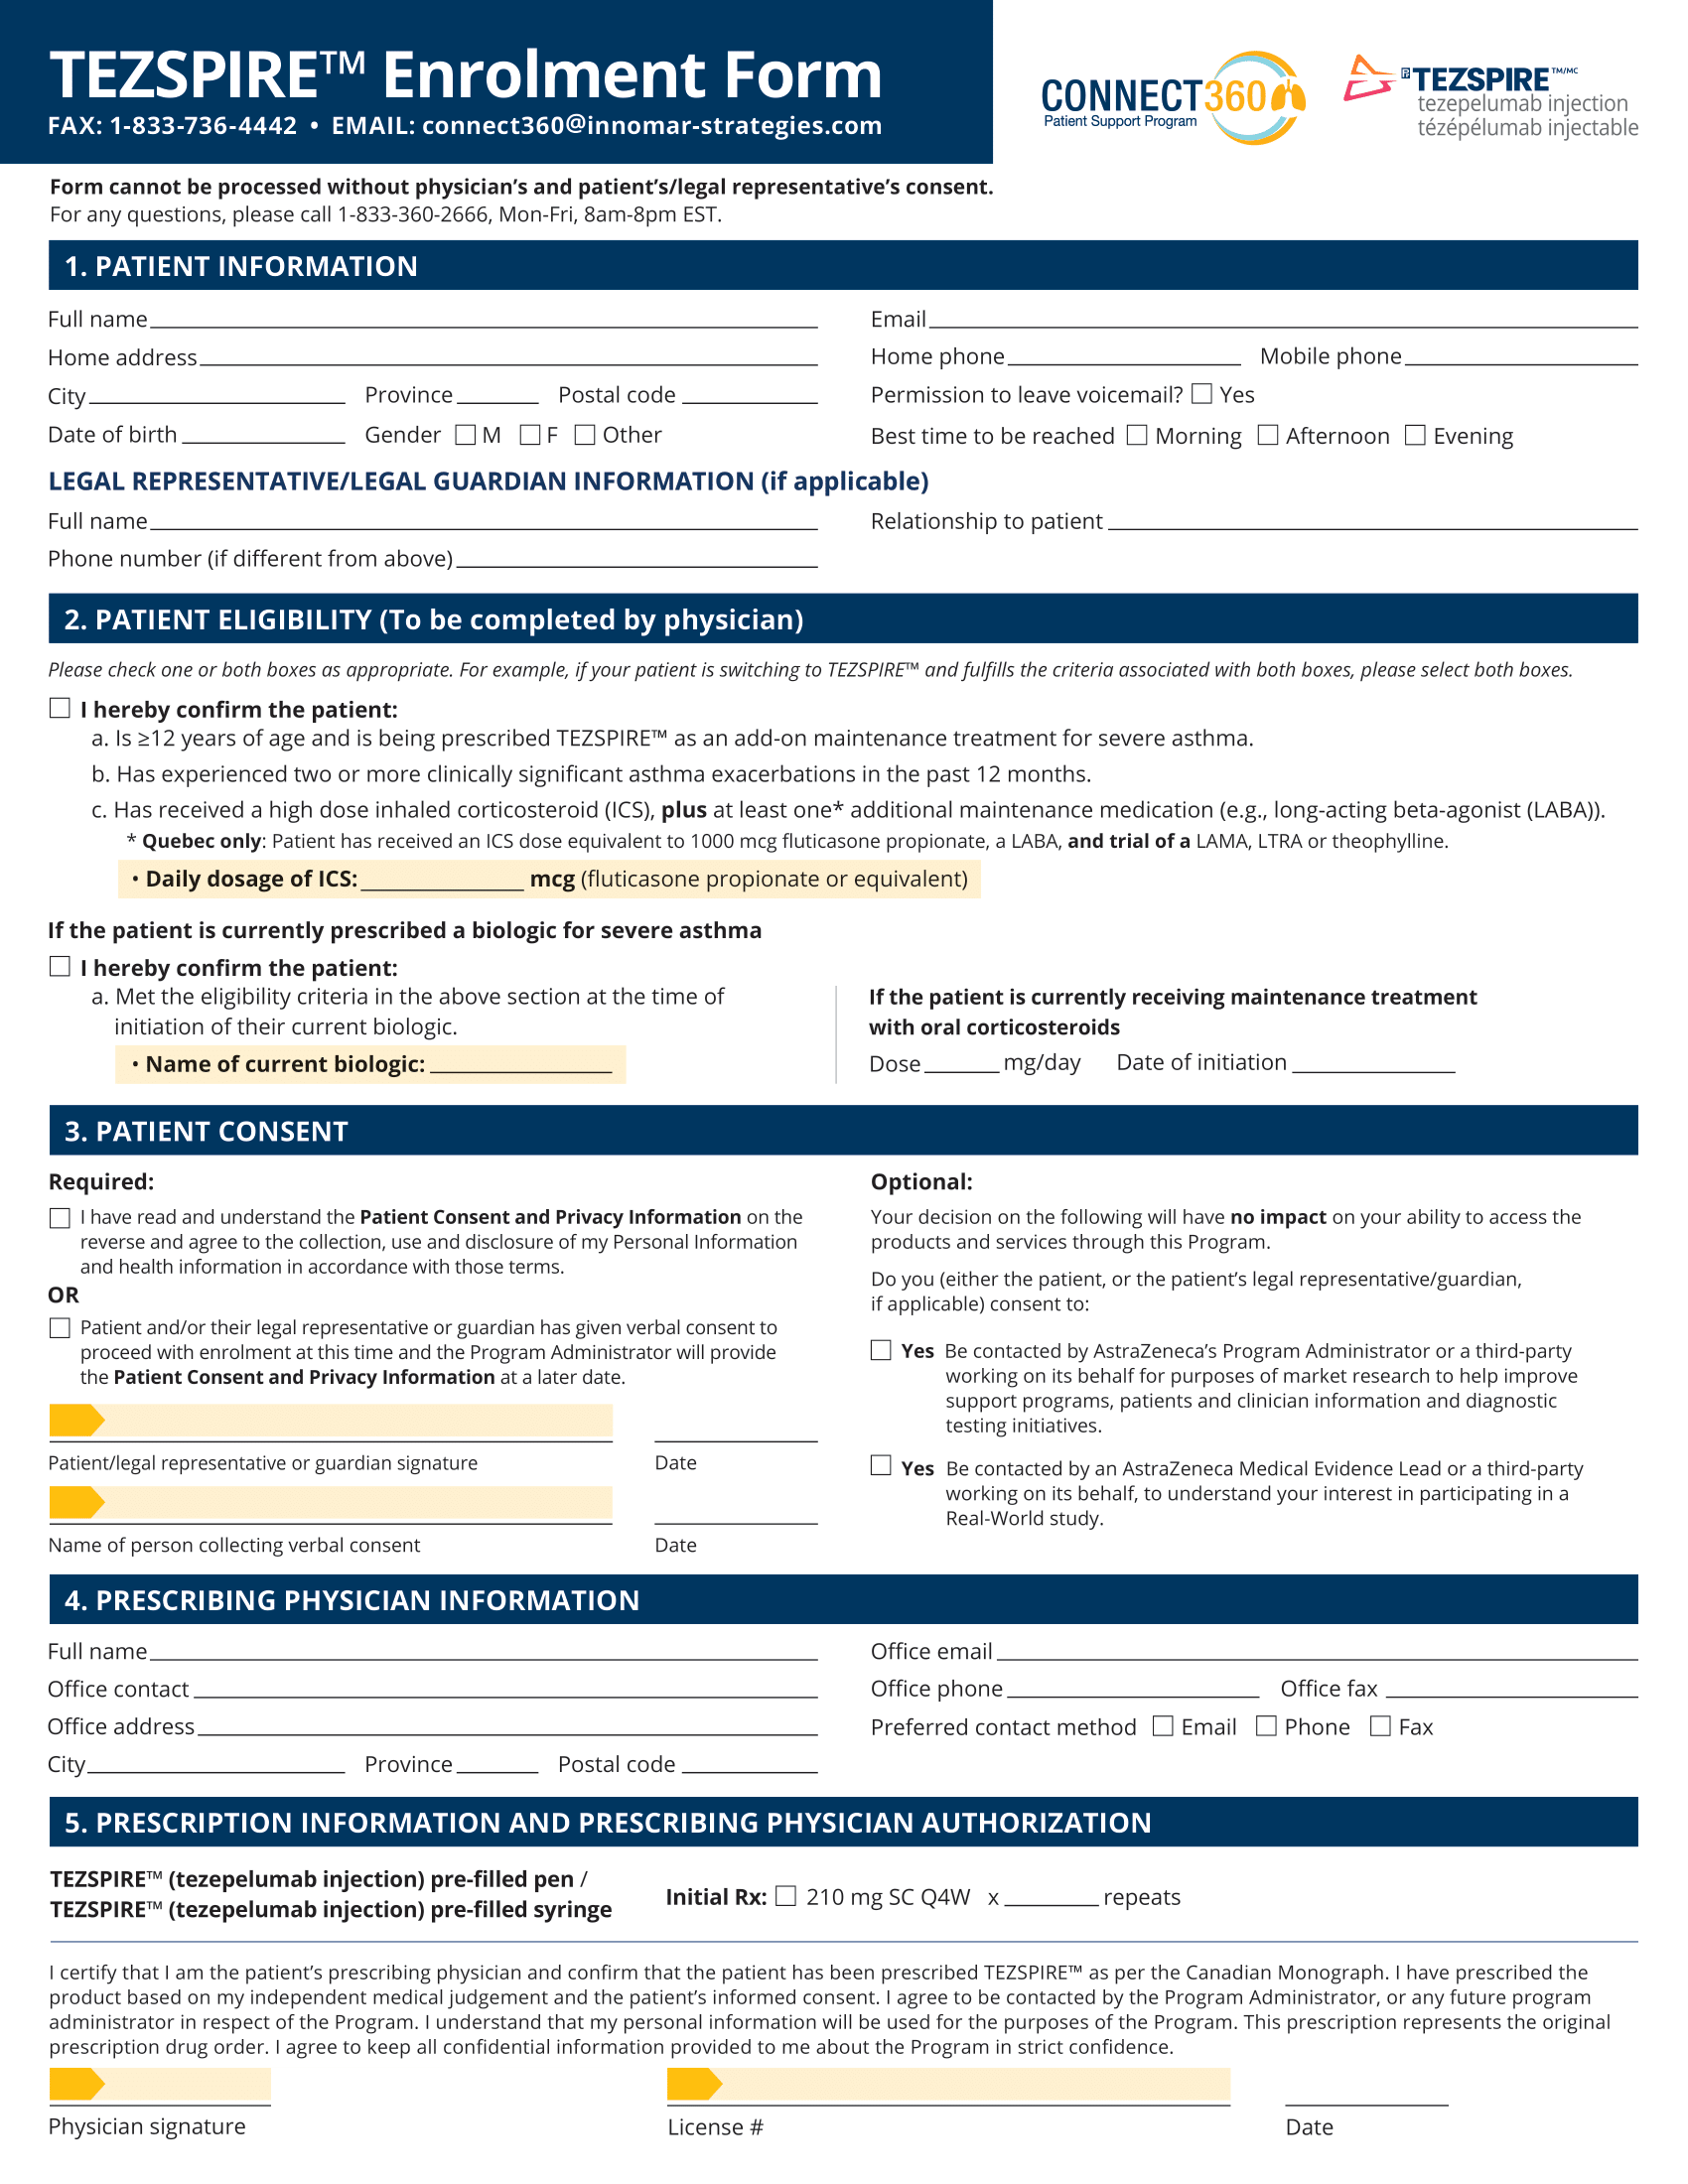 TEZSPIRE™ Enrolment Form
FAX: 1-833-736-4442 • EMAIL: connect360@innomar-strategies.com
CONNECT360
Patient Support Program
TEZSPIRE™/MC
tezepelumab injection
tézépélumab injectable
Form cannot be processed without physician’s and patient’s/legal representative’s consent.
For any questions, please call 1-833-360-2666, Mon-Fri, 8am-8pm EST.
1. PATIENT INFORMATION
Full name
Email
Home address
Home phone Mobile phone
City Province Postal code
Permission to leave voicemail? ☐ Yes
Date of birth Gender ☐ M ☐ F ☐ Other
Best time to be reached ☐ Morning ☐ Afternoon ☐ Evening
LEGAL REPRESENTATIVE/LEGAL GUARDIAN INFORMATION (if applicable)
Full name
Relationship to patient
Phone number (if different from above)
2. PATIENT ELIGIBILITY (To be completed by physician)
Please check one or both boxes as appropriate. For example, if your patient is switching to TEZSPIRE™ and fulfills the criteria associated with both boxes, please select both boxes.
☐ I hereby confirm the patient:
a. Is ≥12 years of age and is being prescribed TEZSPIRE™ as an add-on maintenance treatment for severe asthma.
b. Has experienced two or more clinically significant asthma exacerbations in the past 12 months.
c. Has received a high dose inhaled corticosteroid (ICS), plus at least one* additional maintenance medication (e.g., long-acting beta-agonist (LABA)).
* Quebec only: Patient has received an ICS dose equivalent to 1000 mcg fluticasone propionate, a LABA, and trial of a LAMA, LTRA or theophylline.
• Daily dosage of ICS: mcg (fluticasone propionate or equivalent)
If the patient is currently prescribed a biologic for severe asthma
☐ I hereby confirm the patient:
a. Met the eligibility criteria in the above section at the time of
initiation of their current biologic.
• Name of current biologic:
If the patient is currently receiving maintenance treatment
with oral corticosteroids
Dose mg/day Date of initiation
3. PATIENT CONSENT
Required:
☐ I have read and understand the Patient Consent and Privacy Information on the
reverse and agree to the collection, use and disclosure of my Personal Information
and health information in accordance with those terms.
OR
☐ Patient and/or their legal representative or guardian has given verbal consent to
proceed with enrolment at this time and the Program Administrator will provide
the Patient Consent and Privacy Information at a later date.
Patient/legal representative or guardian signature Date
Name of person collecting verbal consent Date
Optional:
Your decision on the following will have no impact on your ability to access the
products and services through this Program.
Do you (either the patient, or the patient’s legal representative/guardian,
if applicable) consent to:
☐ Yes Be contacted by AstraZeneca’s Program Administrator or a third-party
working on its behalf for purposes of market research to help improve
support programs, patients and clinician information and diagnostic
testing initiatives.
☐ Yes Be contacted by an AstraZeneca Medical Evidence Lead or a third-party
working on its behalf, to understand your interest in participating in a
Real-World study.
4. PRESCRIBING PHYSICIAN INFORMATION
Full name
Office email
Office contact
Office phone Office fax
Office address
Preferred contact method ☐ Email ☐ Phone ☐ Fax
City Province Postal code
5. PRESCRIPTION INFORMATION AND PRESCRIBING PHYSICIAN AUTHORIZATION
TEZSPIRE™ (tezepelumab injection) pre-filled pen /
TEZSPIRE™ (tezepelumab injection) pre-filled syringe
Initial Rx: ☐ 210 mg SC Q4W x repeats
I certify that I am the patient’s prescribing physician and confirm that the patient has been prescribed TEZSPIRE™ as per the Canadian Monograph. I have prescribed the
product based on my independent medical judgement and the patient’s informed consent. I agree to be contacted by the Program Administrator, or any future program
administrator in respect of the Program. I understand that my personal information will be used for the purposes of the Program. This prescription represents the original
prescription drug order. I agree to keep all confidential information provided to me about the Program in strict confidence.
Physician signature License # Date